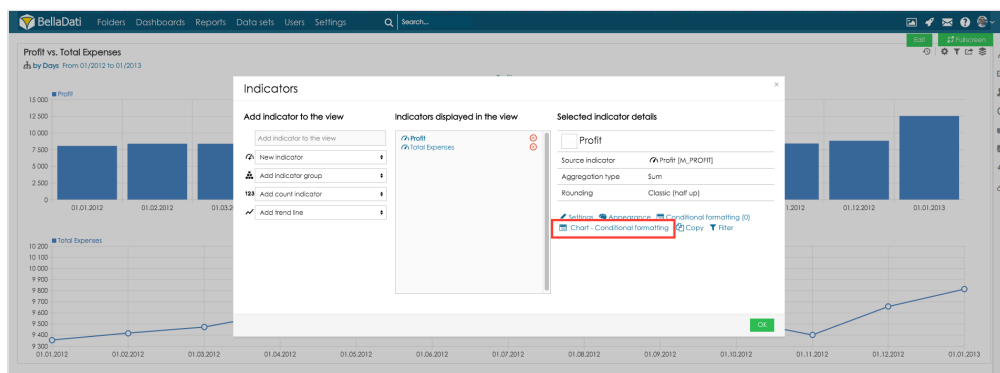 BellaDati Folders Dashboards Reports Data sets Users Settings Search...
Edit Fullscreen
Profit vs. Total Expenses
by Days From 01/2012 to 01/2013
Profit
15 000
12 500
10 000
7 500
5 000
2 500
0
01.01.2012 01.02.2012 01.03.2 1.2012 01.12.2012 01.01.2013
Total Expenses
10 200
10 100
10 000
9 900
9 800
9 700
9 600
9 500
9 400
9 300
01.01.2012 01.02.2012 01.03.2012 01.04.2012 01.05.2012 01.06.2012 01.07.2012 01.08.2012 01.09.2012 01.10.2012 01.11.2012 01.12.2012 01.01.2013
Indicators ×
Add indicator to the view
Add indicator to the view
New indicator
Add indicator group
123 Add count indicator
Add trend line
Indicators displayed in the view
Profit
Total Expenses
Selected indicator details
Profit
Source indicator Profit [M_PROFIT]
Aggregation type Sum
Rounding Classic (half up)
Settings Appearance Conditional formatting (0)
Chart - Conditional formatting Copy Filter
OK